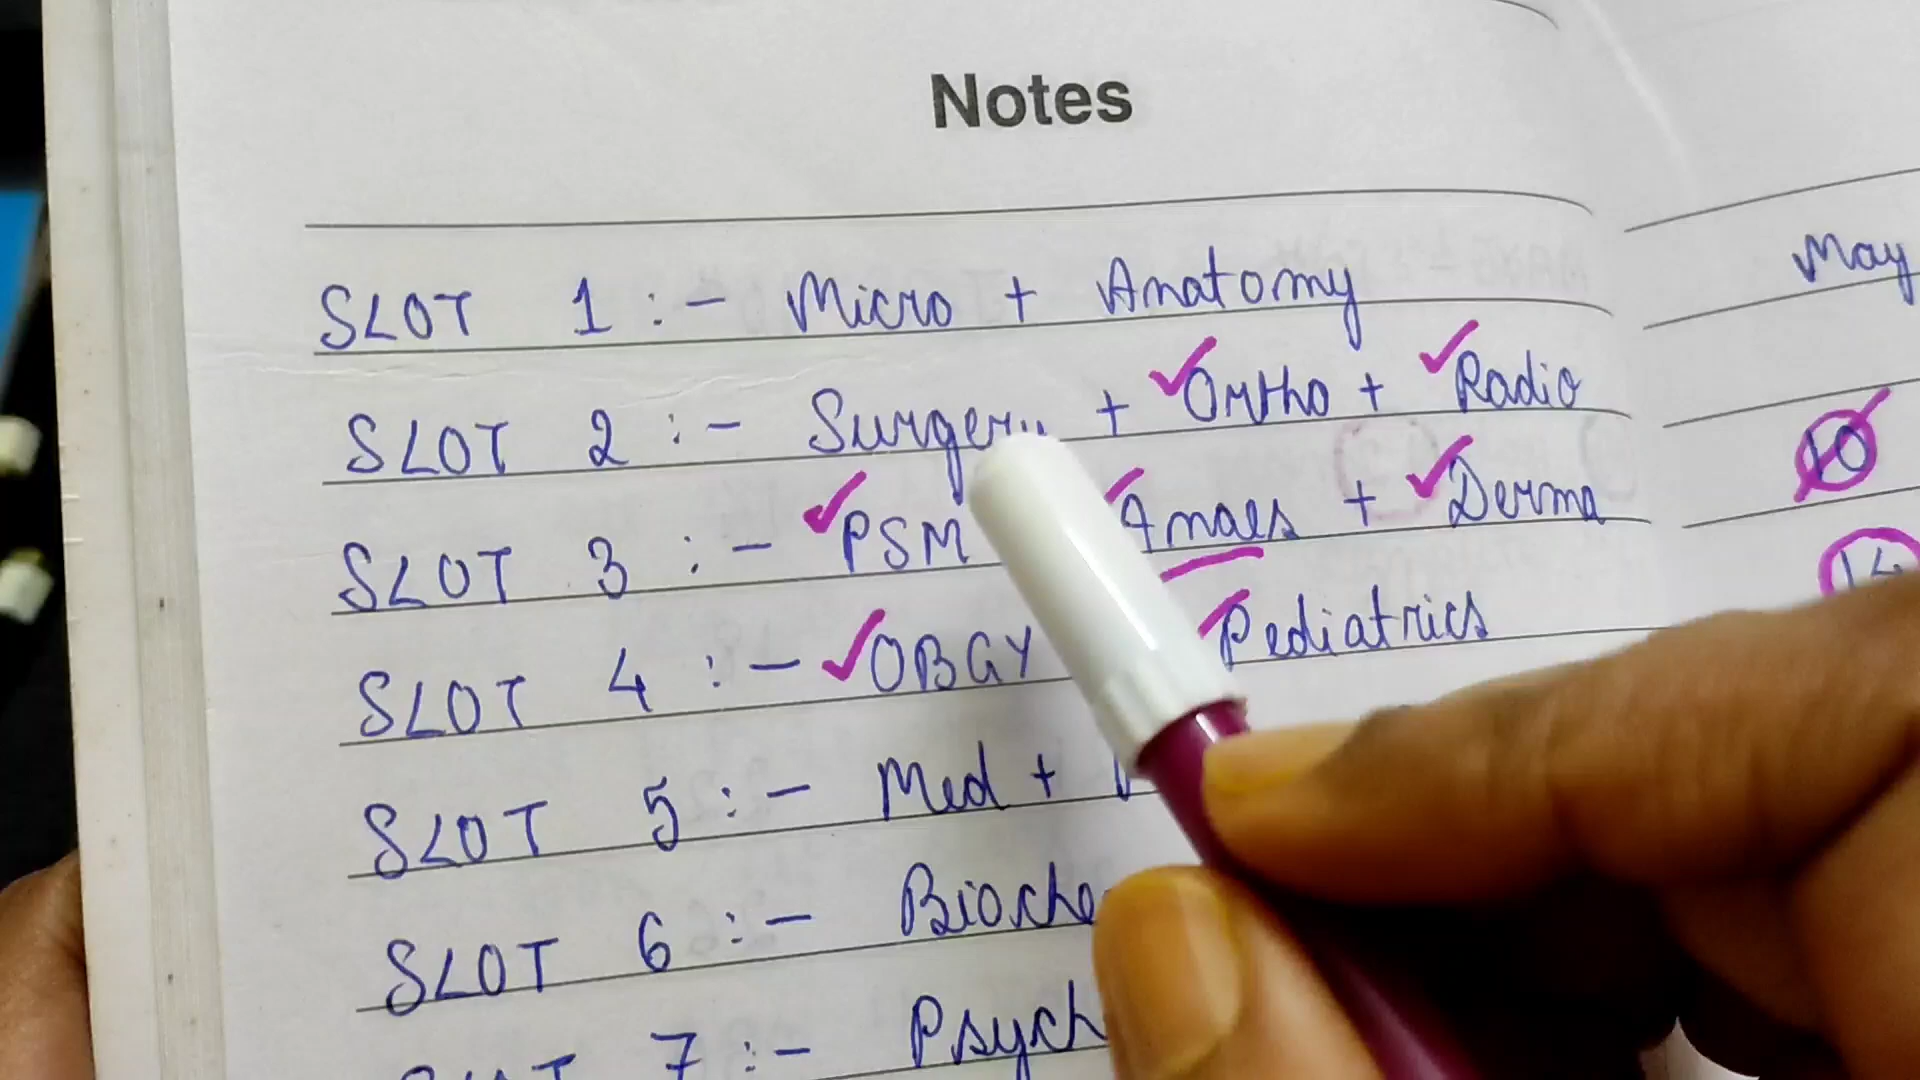 Notes
SLOT 1 :- Micro + Anatomy
May
SLOT 2 :- Surgery + Ortho + Radio
10
SLOT 3 :- PSM Anaes + Derma
14
SLOT 4 :- OBGY Pediatrics
SLOT 5 :- Med +
SLOT 6 :- Bioche
SLOT 7 :- Psych